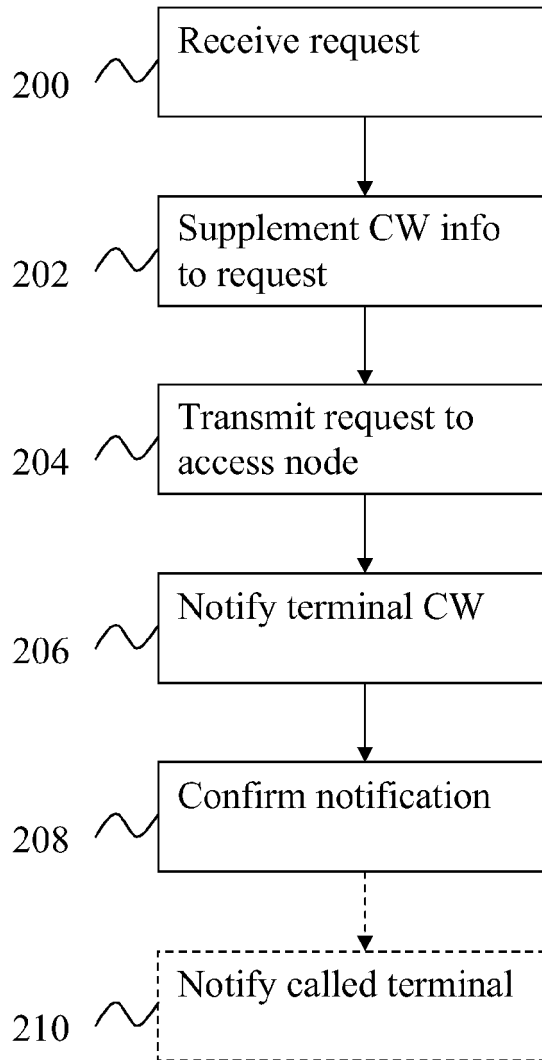 Receive request
200
Supplement CW info
to request
202
Transmit request to
access node
204
Notify terminal CW
206
Confirm notification
208
Notify called terminal
210